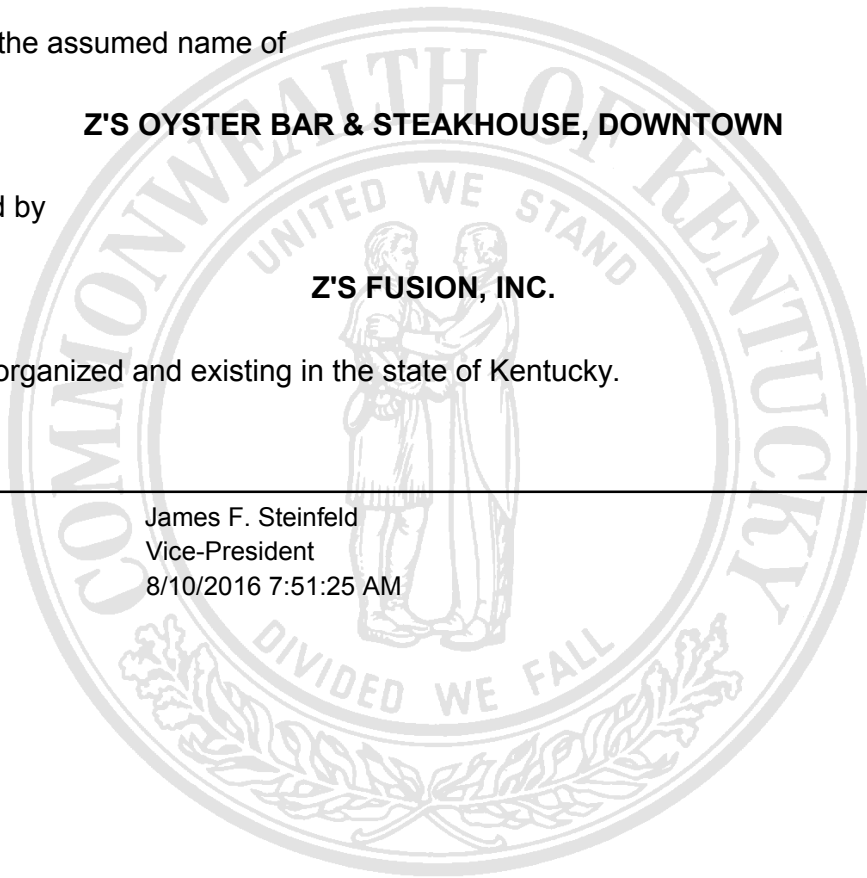 the assumed name of
Z'S OYSTER BAR & STEAKHOUSE, DOWNTOWN
d by
Z'S FUSION, INC.
organized and existing in the state of Kentucky.
James F. Steinfeld
Vice-President
8/10/2016 7:51:25 AM
COMMONWEALTH OF KENTUCKY
UNITED WE STAND
DIVIDED WE FALL